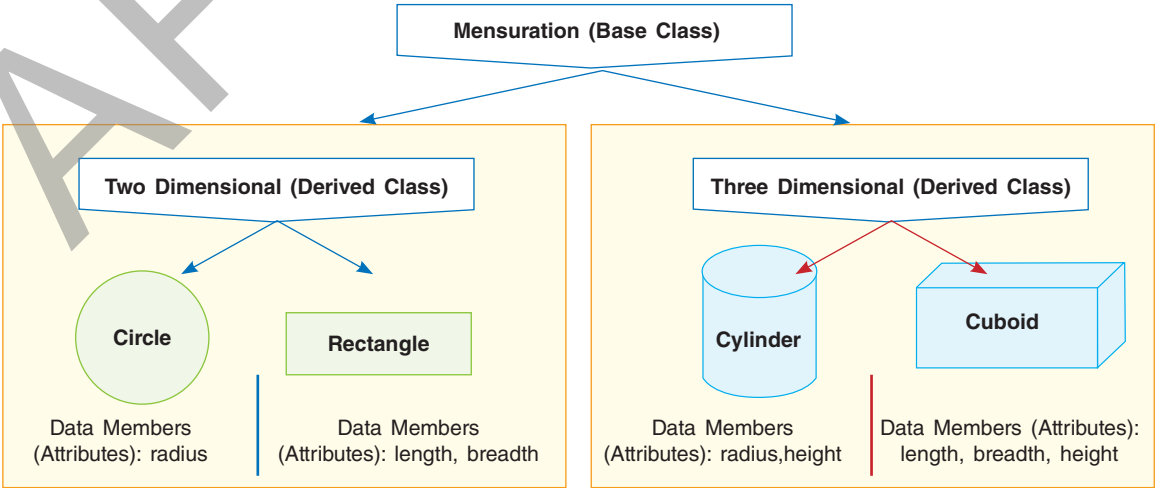 Mensuration (Base Class)
Two Dimensional (Derived Class)
Circle
Rectangle
Data Members
(Attributes): radius
Data Members
(Attributes): length, breadth
Three Dimensional (Derived Class)
Cylinder
Cuboid
Data Members
(Attributes): radius,height
Data Members (Attributes):
length, breadth, height